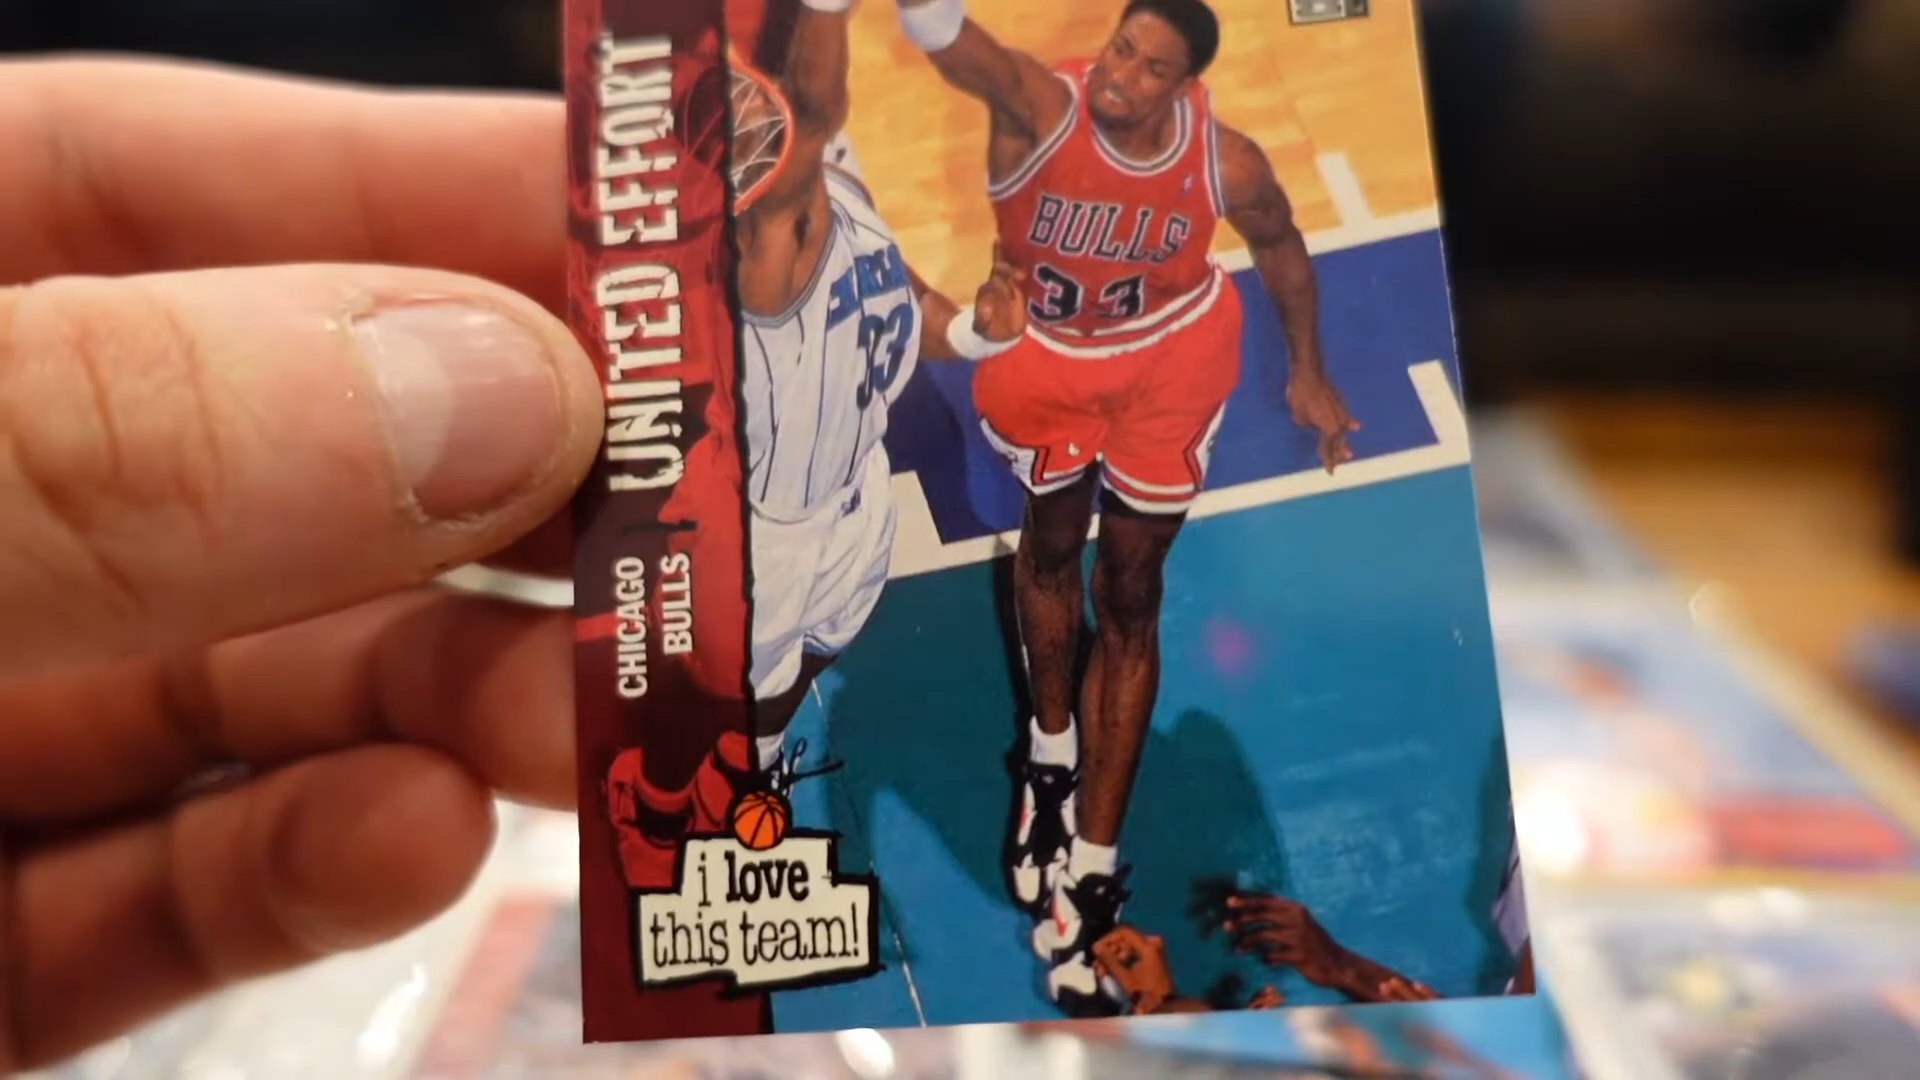 UNITED EFFORT
CHICAGO
BULLS
BULLS
33
33
i love
this team!